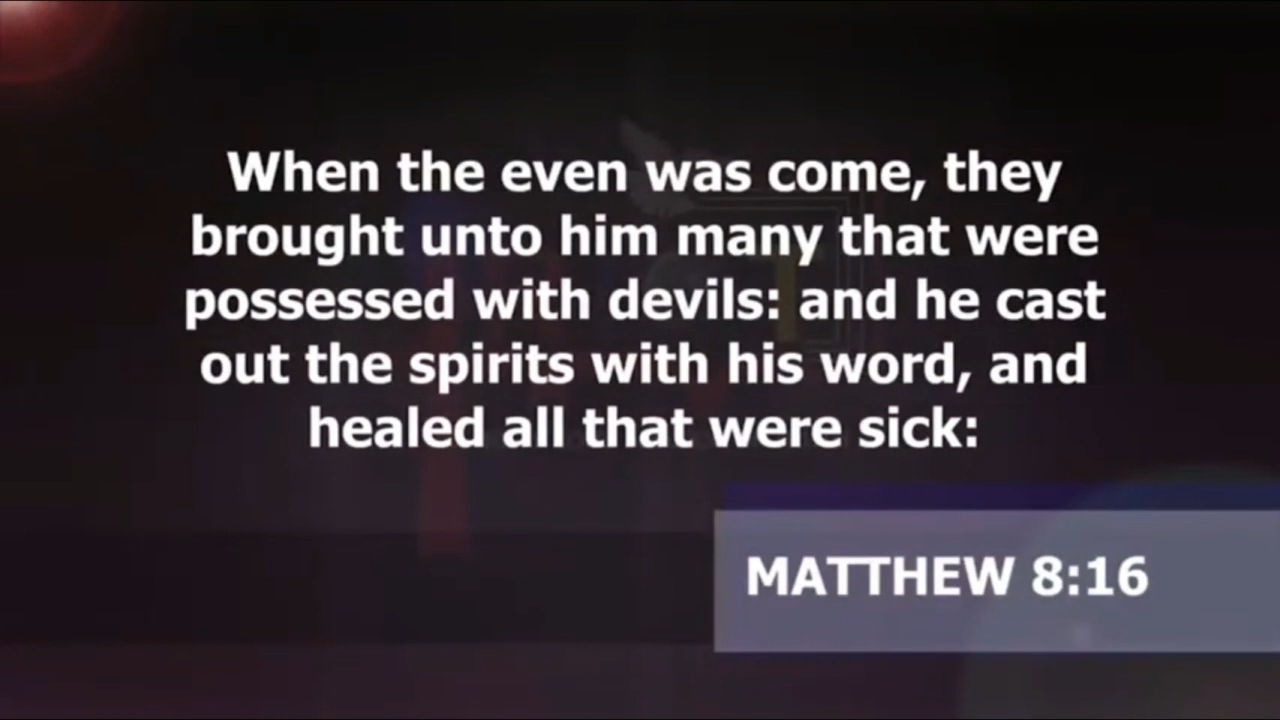 When the even was come, they
brought unto him many that were
possessed with devils: and he cast
out the spirits with his word, and
healed all that were sick:
MATTHEW 8:16